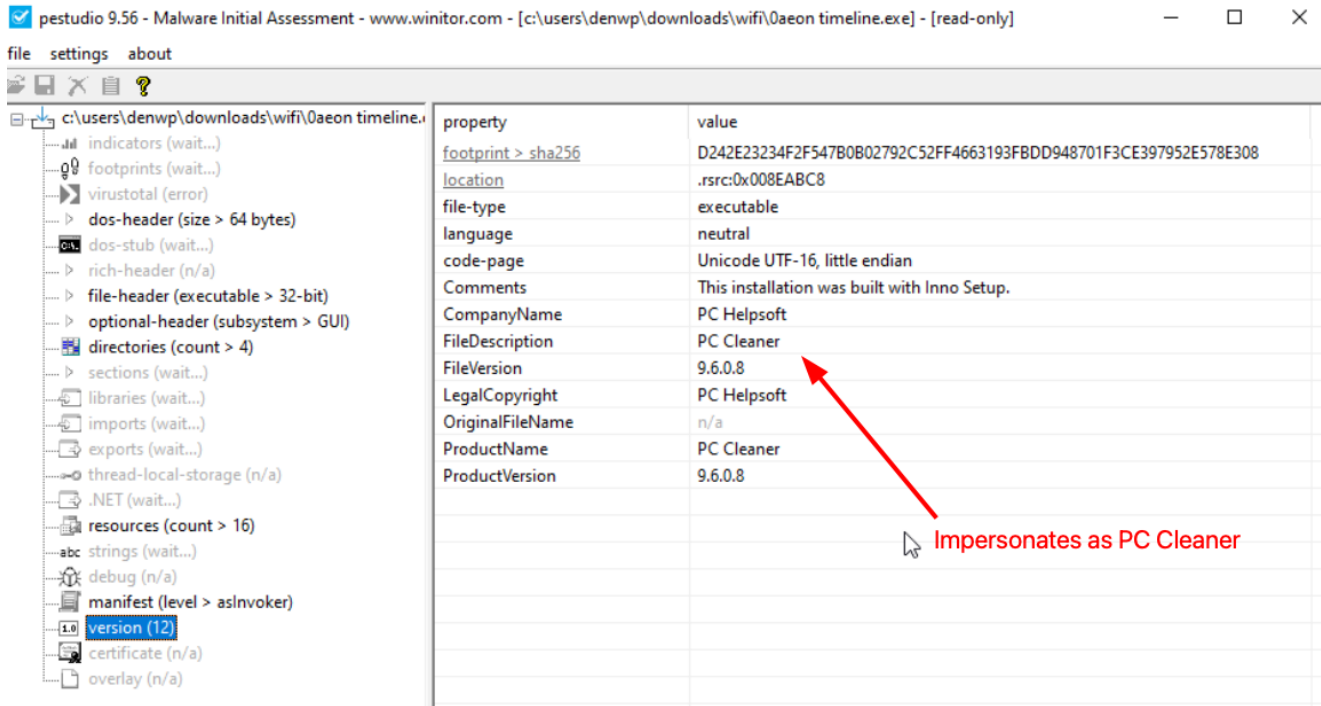 pestudio 9.56 - Malware Initial Assessment - www.winitor.com - [c:\users\denwp\downloads\wifi\0aeon timeline.exe] - [read-only]
file settings about
c:\users\denwp\downloads\wifi\0aeon timeline.
indicators (wait...)
footprints (wait...)
virustotal (error)
dos-header (size > 64 bytes)
dos-stub (wait...)
rich-header (n/a)
file-header (executable > 32-bit)
optional-header (subsystem > GUI)
directories (count > 4)
sections (wait...)
libraries (wait...)
imports (wait...)
exports (wait...)
thread-local-storage (n/a)
.NET (wait...)
resources (count > 16)
abc strings (wait...)
debug (n/a)
manifest (level > asInvoker)
1.0 version (12)
certificate (n/a)
overlay (n/a)
property value
footprint > sha256 D242E23234F2F547B0B02792C52FF4663193FBDD948701F3CE397952E578E308
location .rsrc:0x008EABC8
file-type executable
language neutral
code-page Unicode UTF-16, little endian
Comments This installation was built with Inno Setup.
CompanyName PC Helpsoft
FileDescription PC Cleaner
FileVersion 9.6.0.8
LegalCopyright PC Helpsoft
OriginalFileName n/a
ProductName PC Cleaner
ProductVersion 9.6.0.8
Impersonates as PC Cleaner